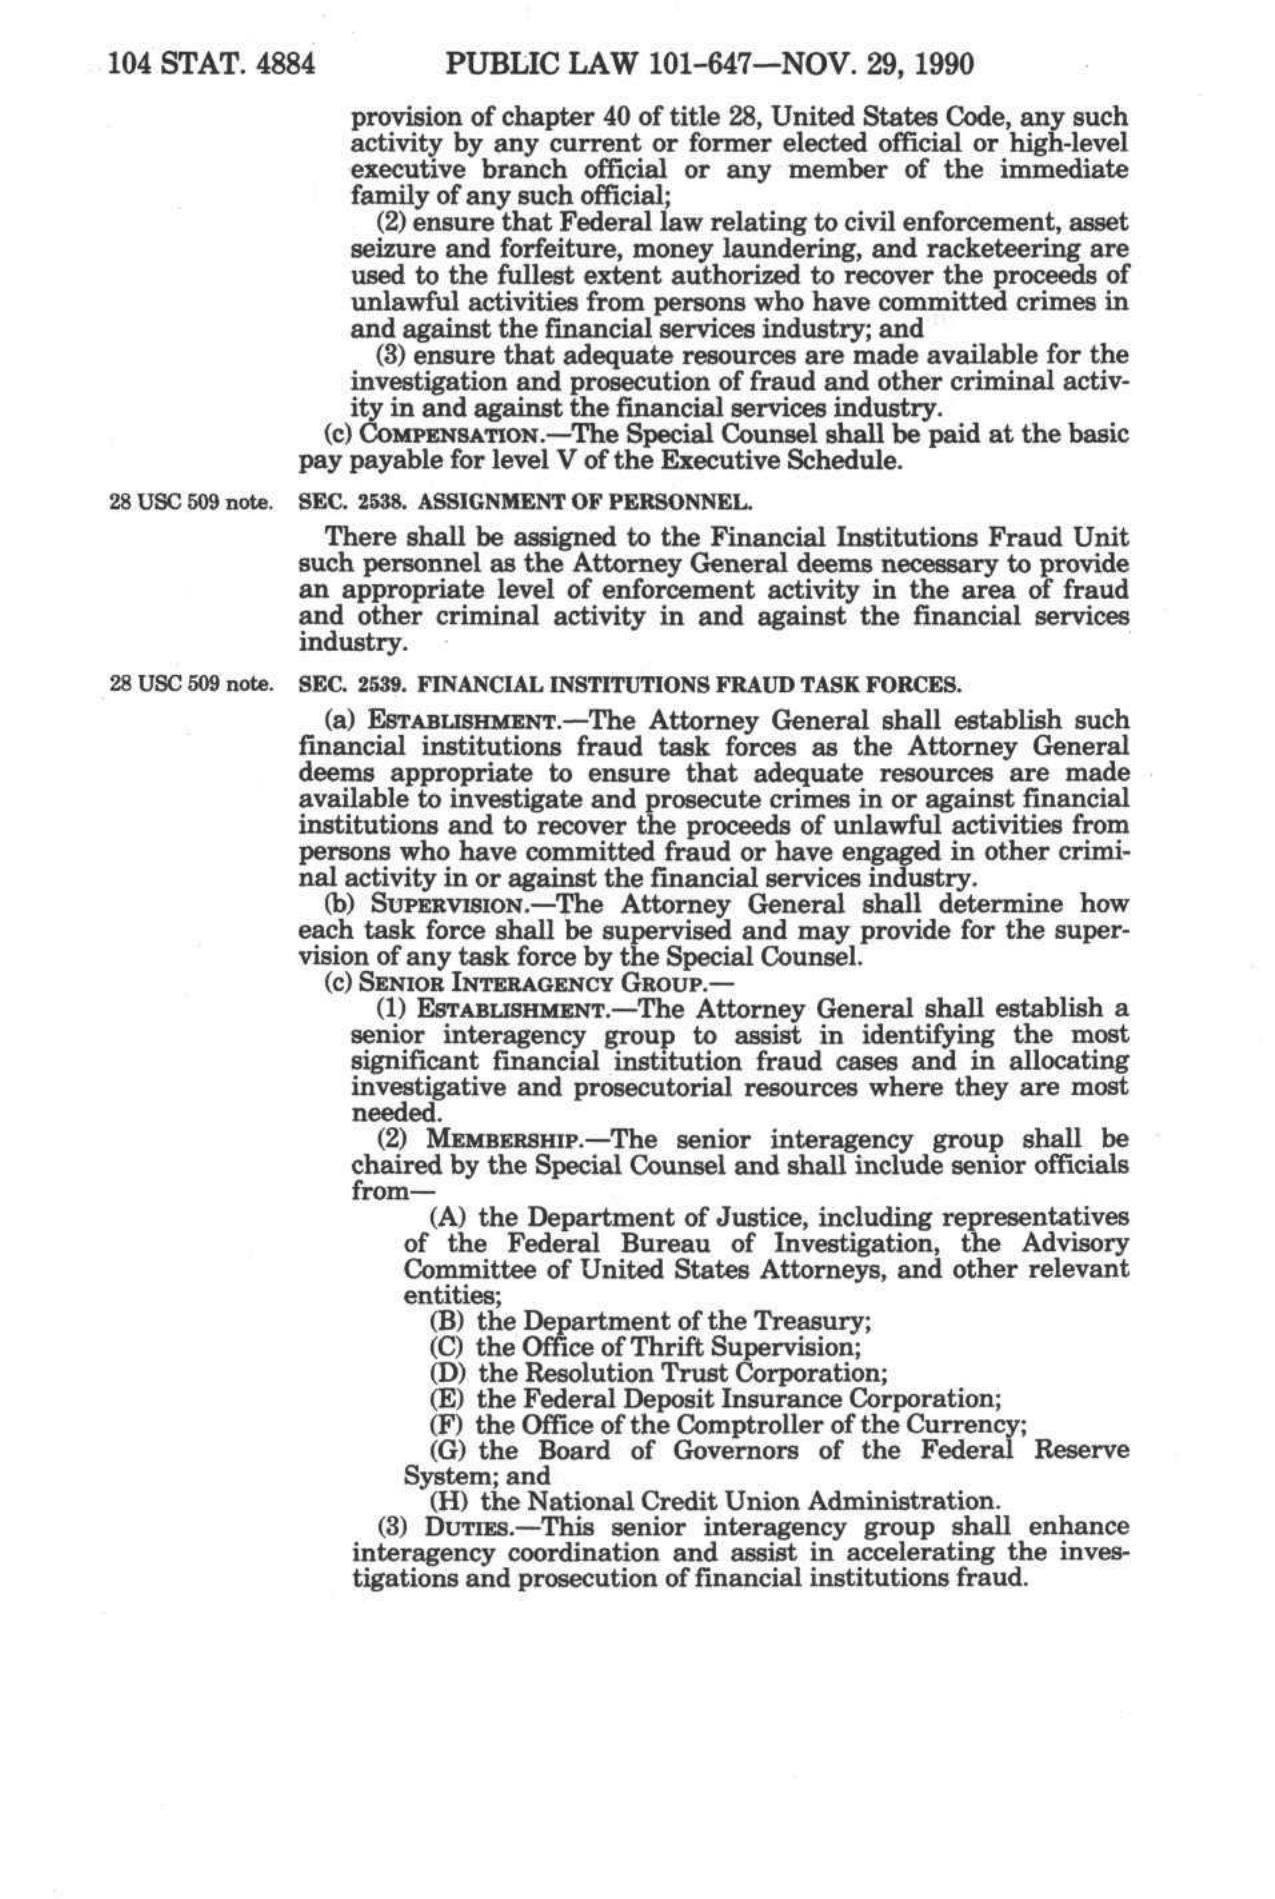 104 STAT. 4884 PUBLIC LAW 101-647—NOV. 29, 1990
provision of chapter 40 of title 28, United States Code, any such
activity by any current or former elected official or high-level
executive branch official or any member of the immediate
family of any such official;
(2) ensure that Federal law relating to civil enforcement, asset
seizure and forfeiture, money laundering, and racketeering are
used to the fullest extent authorized to recover the proceeds of
unlawful activities from persons who have committed crimes in
and against the financial services industry; and
(3) ensure that adequate resources are made available for the
investigation and prosecution of fraud and other criminal activ-
ity in and against the financial services industry.
(c) COMPENSATION.—The Special Counsel shall be paid at the basic
pay payable for level V of the Executive Schedule.
28 USC 509 note. SEC. 2538. ASSIGNMENT OF PERSONNEL.
There shall be assigned to the Financial Institutions Fraud Unit
such personnel as the Attorney General deems necessary to provide
an appropriate level of enforcement activity in the area of fraud
and other criminal activity in and against the financial services
industry.
28 USC 509 note. SEC. 2539. FINANCIAL INSTITUTIONS FRAUD TASK FORCES.
(a) ESTABLISHMENT.—The Attorney General shall establish such
financial institutions fraud task forces as the Attorney General
deems appropriate to ensure that adequate resources are made
available to investigate and prosecute crimes in or against financial
institutions and to recover the proceeds of unlawful activities from
persons who have committed fraud or have engaged in other crimi-
nal activity in or against the financial services industry.
(b) SUPERVISION.—The Attorney General shall determine how
each task force shall be supervised and may provide for the super-
vision of any task force by the Special Counsel.
(c) SENIOR INTERAGENCY GROUP.—
(1) ESTABLISHMENT.—The Attorney General shall establish a
senior interagency group to assist in identifying the most
significant financial institution fraud cases and in allocating
investigative and prosecutorial resources where they are most
needed.
(2) MEMBERSHIP.—The senior interagency group shall be
chaired by the Special Counsel and shall include senior officials
from—
(A) the Department of Justice, including representatives
of the Federal Bureau of Investigation, the Advisory
Committee of United States Attorneys, and other relevant
entities;
(B) the Department of the Treasury;
(C) the Office of Thrift Supervision;
(D) the Resolution Trust Corporation;
(E) the Federal Deposit Insurance Corporation;
(F) the Office of the Comptroller of the Currency;
(G) the Board of Governors of the Federal Reserve
System; and
(H) the National Credit Union Administration.
(3) DUTIES.—This senior interagency group shall enhance
interagency coordination and assist in accelerating the inves-
tigations and prosecution of financial institutions fraud.